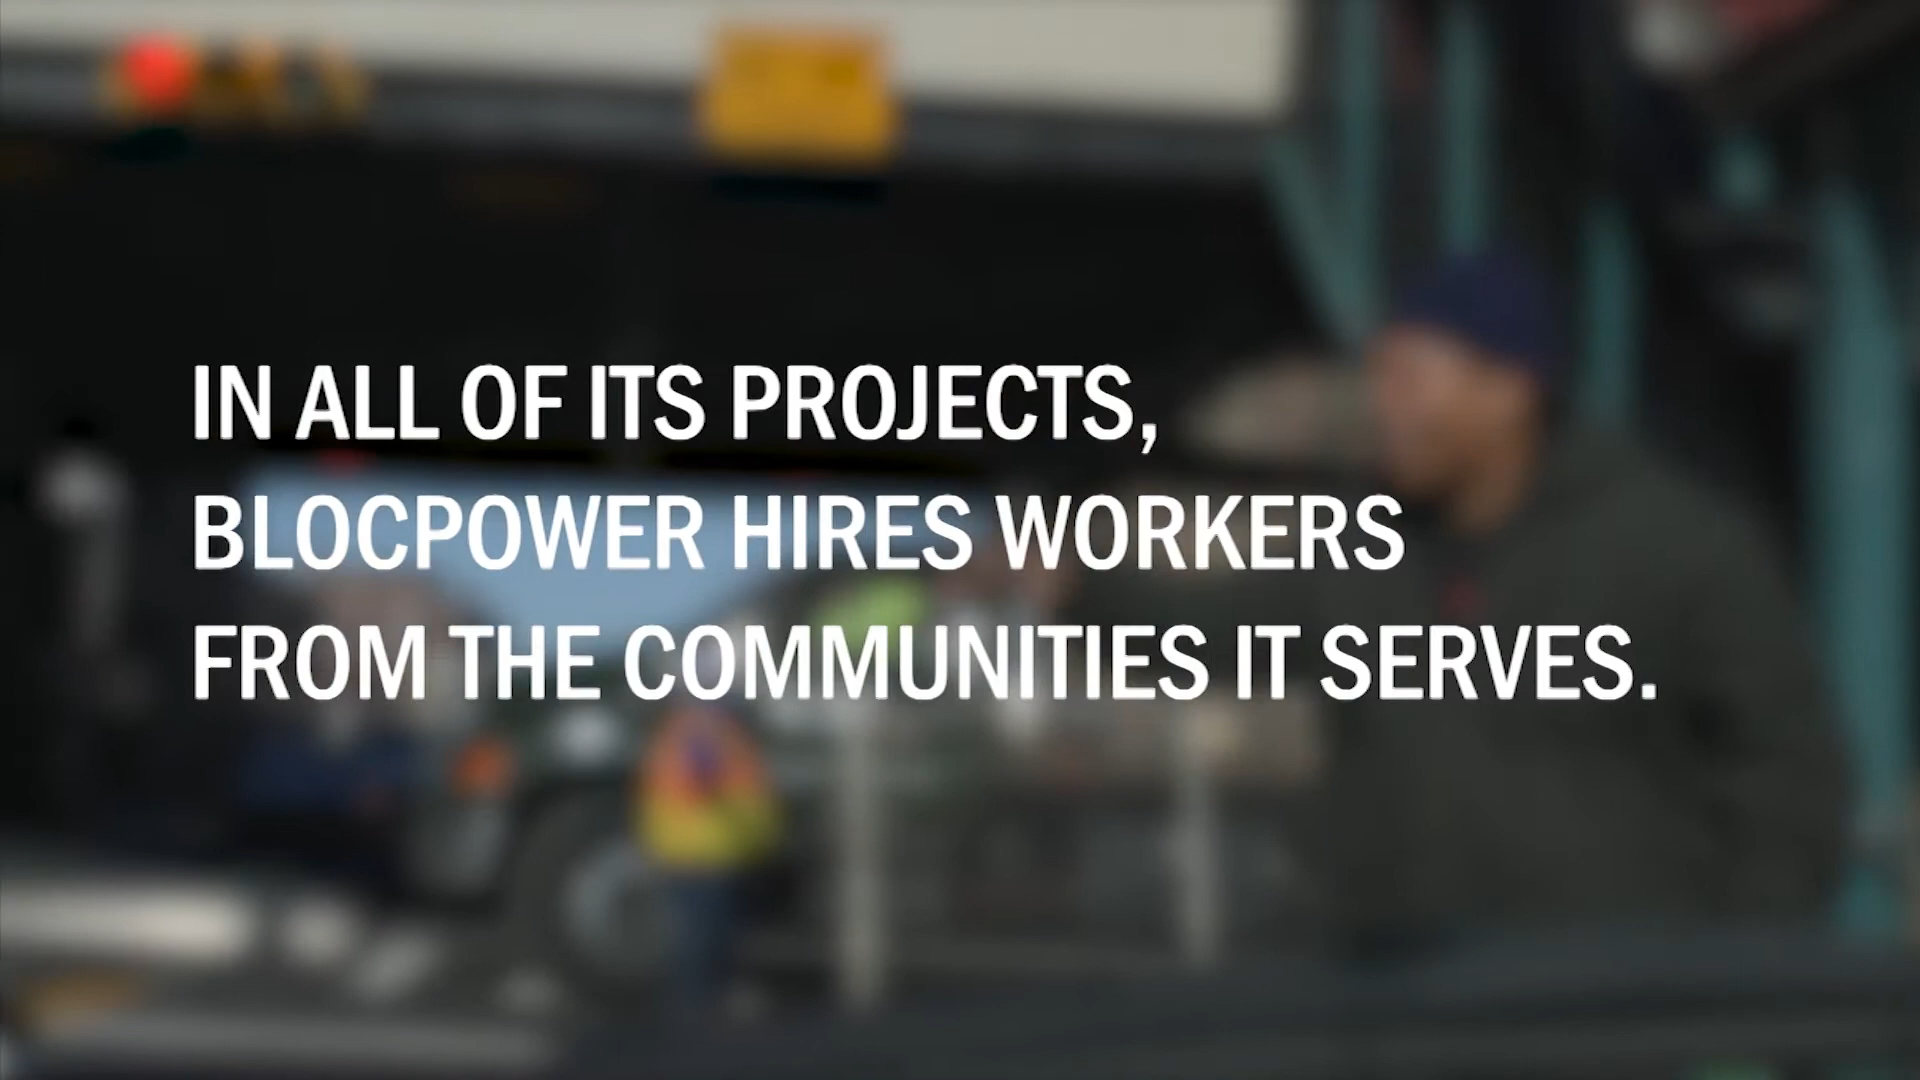 IN ALL OF ITS PROJECTS,
BLOCPOWER HIRES WORKERS
FROM THE COMMUNITIES IT SERVES.